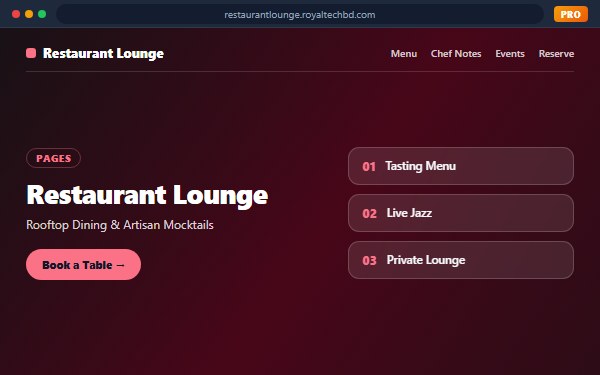 restaurantlounge.royaltechbd.com
PRO
Restaurant Lounge
Menu
Chef Notes
Events
Reserve
PAGES
Restaurant Lounge
Rooftop Dining & Artisan Mocktails
Book a Table →
01 Tasting Menu
02 Live Jazz
03 Private Lounge